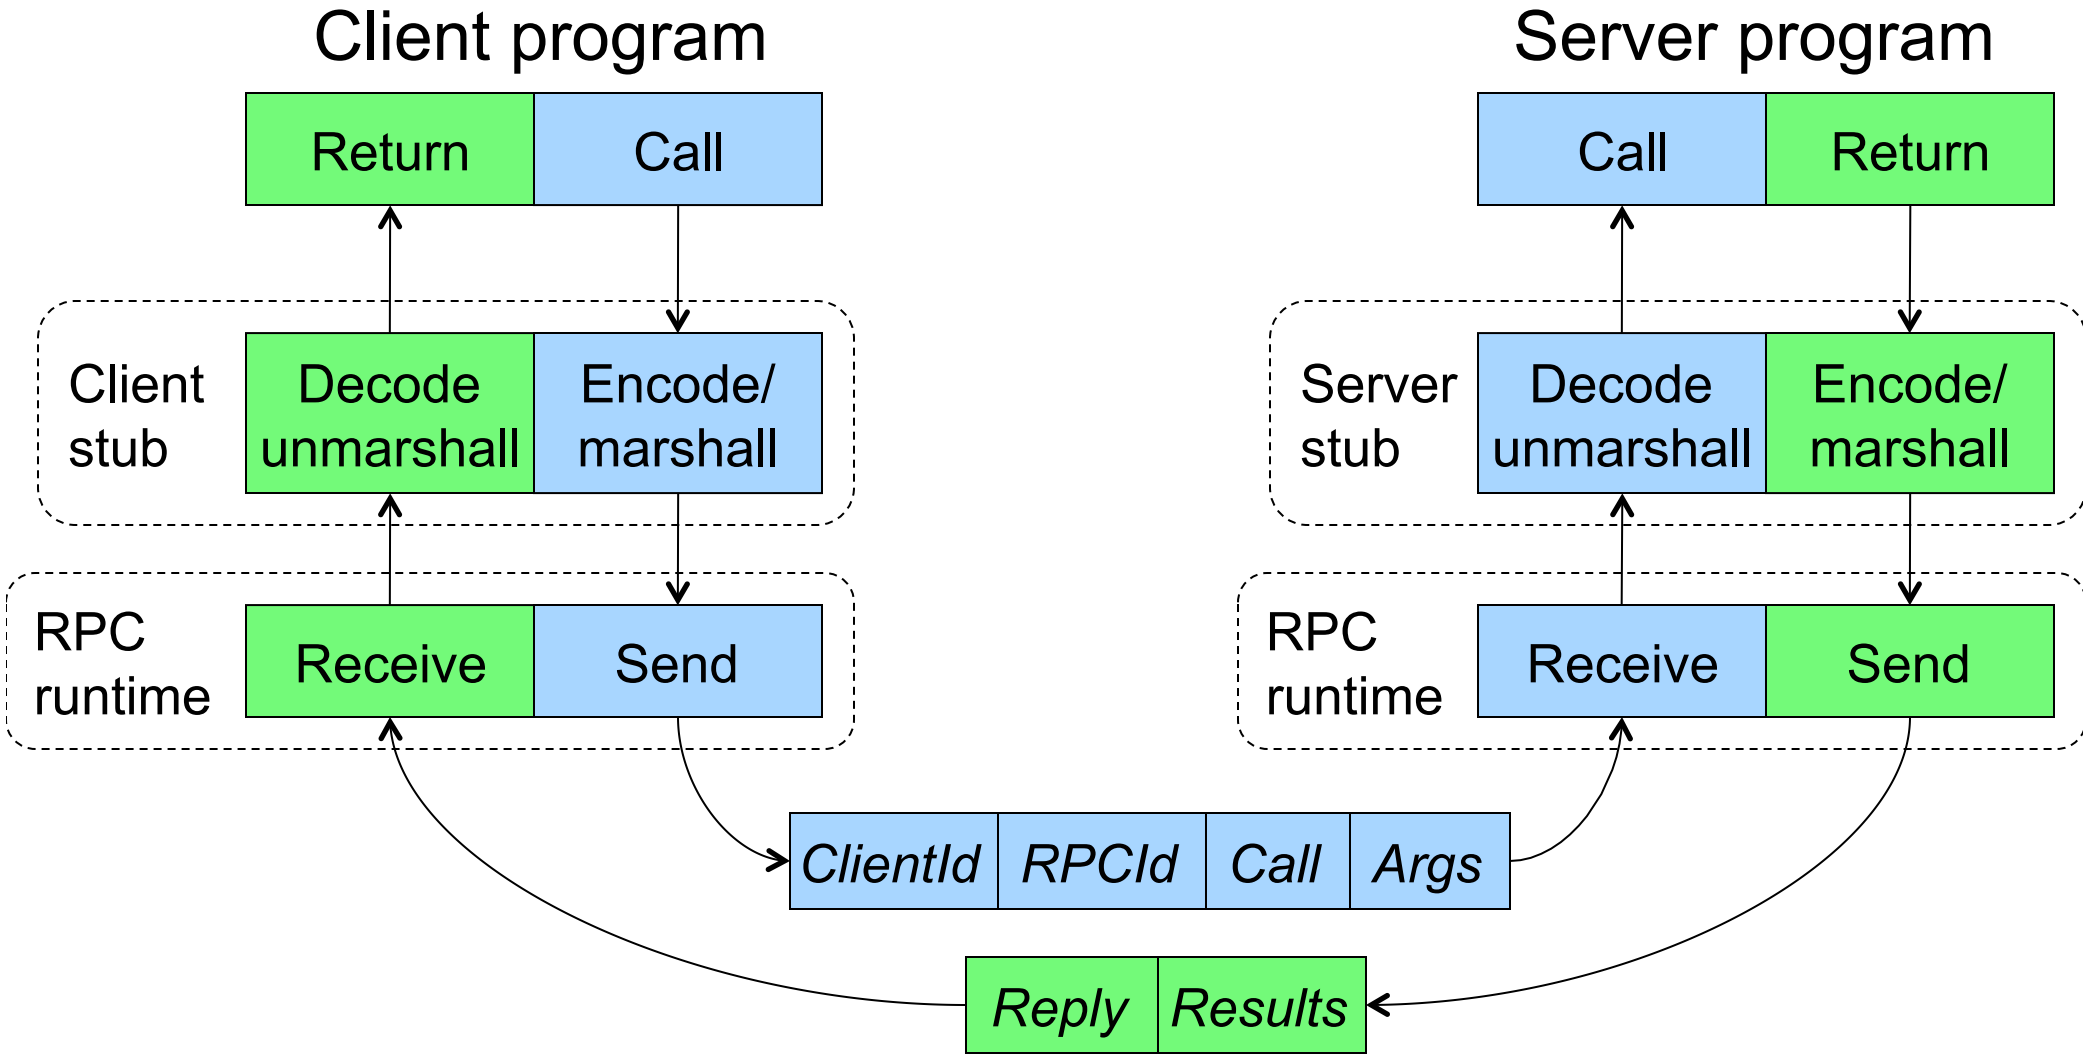 Client program
Server program
Return
Call
Call
Return
Client
stub
Decode
unmarshall
Encode/
marshall
Server
stub
Decode
unmarshall
Encode/
marshall
RPC
runtime
Receive
Send
RPC
runtime
Receive
Send
ClientId
RPCId
Call
Args
Reply
Results